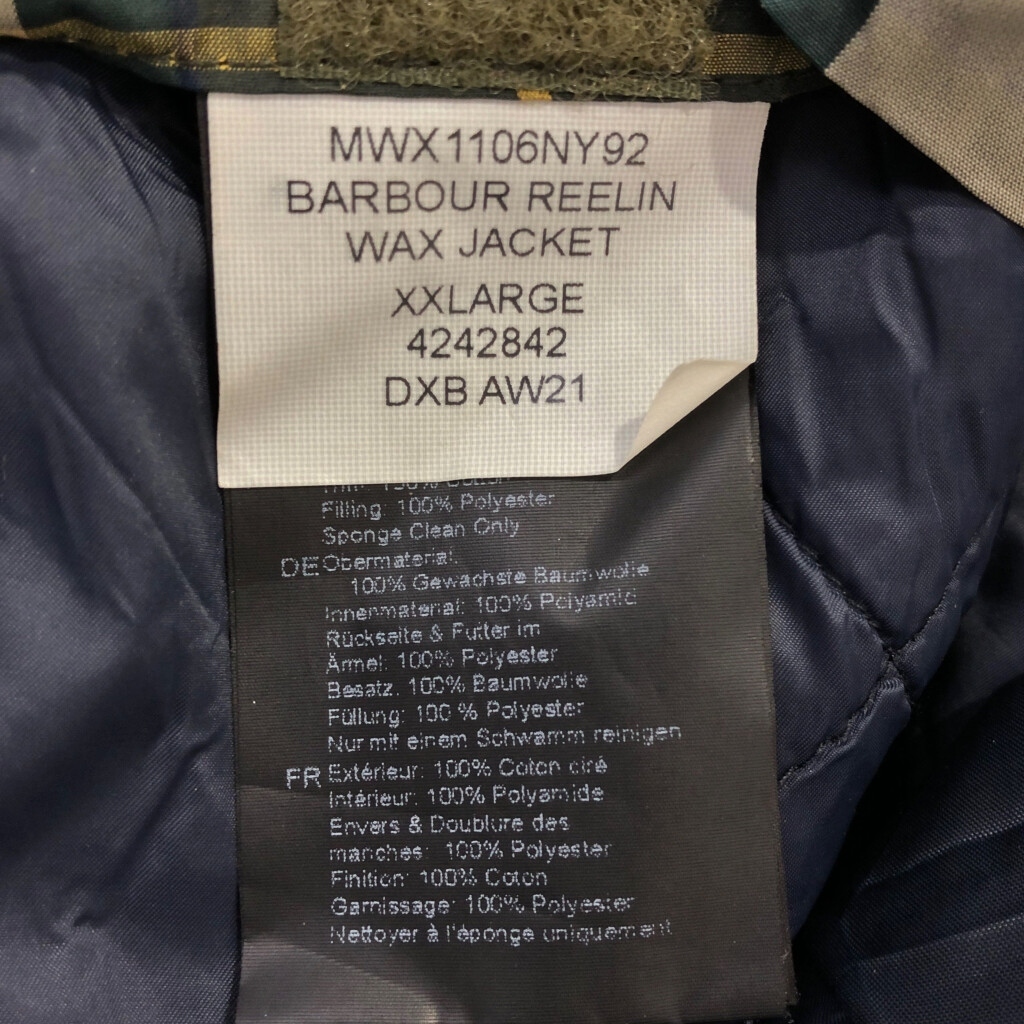 MWX1106NY92
BARBOUR REELIN
WAX JACKET
XXLARGE
4242842
DXB AW21
Filling: 100% Polyester
Sponge Clean Only
DE Obermaterial:
100% Gewachste Baumwolle
Innenmaterial: 100% Polyamid
Rückseite & Futter im
Ärmel: 100% Polyester
Besatz: 100% Baumwolle
Füllung: 100 % Polyester
Nur mit einem Schwamm reinigen
FR Extérieur: 100% Coton ciré
Intérieur: 100% Polyamide
Envers & Doublure des
manches: 100% Polyester
Finition: 100% Coton
Garnissage: 100% Polyester
Nettoyer à l'éponge uniquement